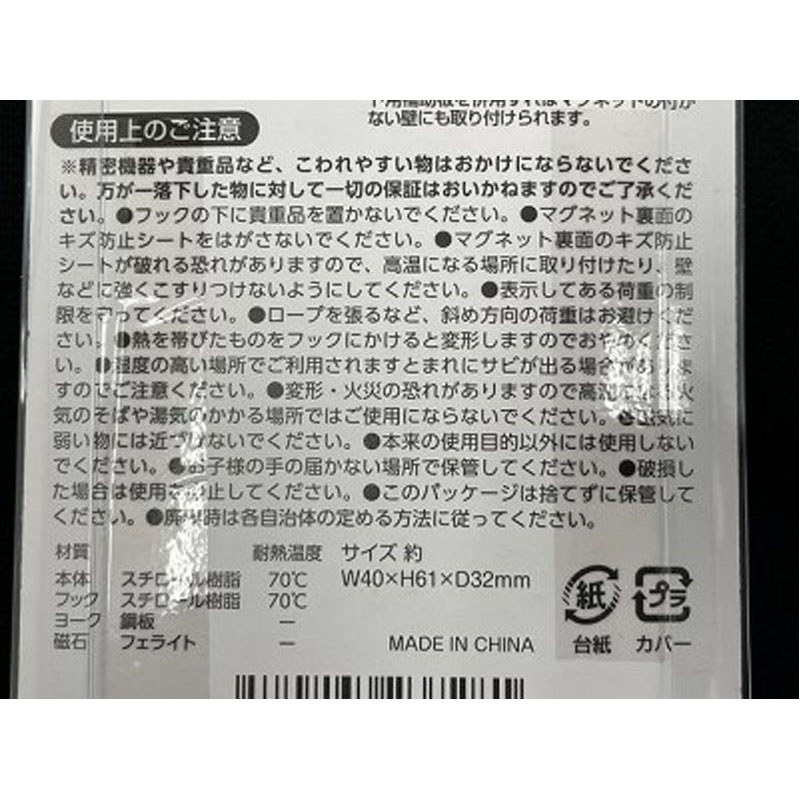 下用補助板を併用すればマグネットの付か
ない壁にも取り付けられます。
使用上のご注意
※精密機器や貴重品など、こわれやすい物はおかけにならないでくださ
い。万が一落下した物に対して一切の保証はおいかねますのでご了承くだ
さい。●フックの下に貴重品を置かないでください。●マグネット裏面の
キズ防止シートをはがさないでください。●マグネット裏面のキズ防止
シートが破れる恐れがありますので、高温になる場所に取り付けたり、壁
などに強くこすりつけないようにしてください。●表示してある荷重の制
限を守ってください。●ロープを張るなど、斜め方向の荷重はお避けくだ
さい。●熱を帯びたものをフックにかけると変形しますのでおやめくださ
い。●湿度の高い場所でご利用されますとまれにサビが出る場合がありま
すのでご注意ください。●変形・火災の恐れがありますので高温になる火
気のそばや湯気のかかる場所ではご使用にならないでください。●磁気に
弱い物には近づけないでください。●本来の使用目的以外には使用しない
でください。●お子様の手の届かない場所で保管してください。●破損し
た場合は使用を中止してください。●このパッケージは捨てずに保管して
ください。●廃棄時は各自治体の定める方法に従ってください。
材質 耐熱温度 サイズ 約
本体 スチロール樹脂 70℃ W40×H61×D32mm
フック スチロール樹脂 70℃
ヨーク 鋼板 ー
磁石 フェライト ー MADE IN CHINA
紙 プラ
台紙 カバー